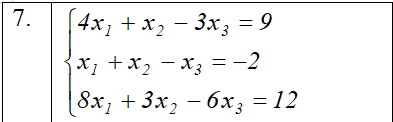 7.
4x₁ + x₂ − 3x₃ = 9
x₁ + x₂ − x₃ = −2
8x₁ + 3x₂ − 6x₃ = 12